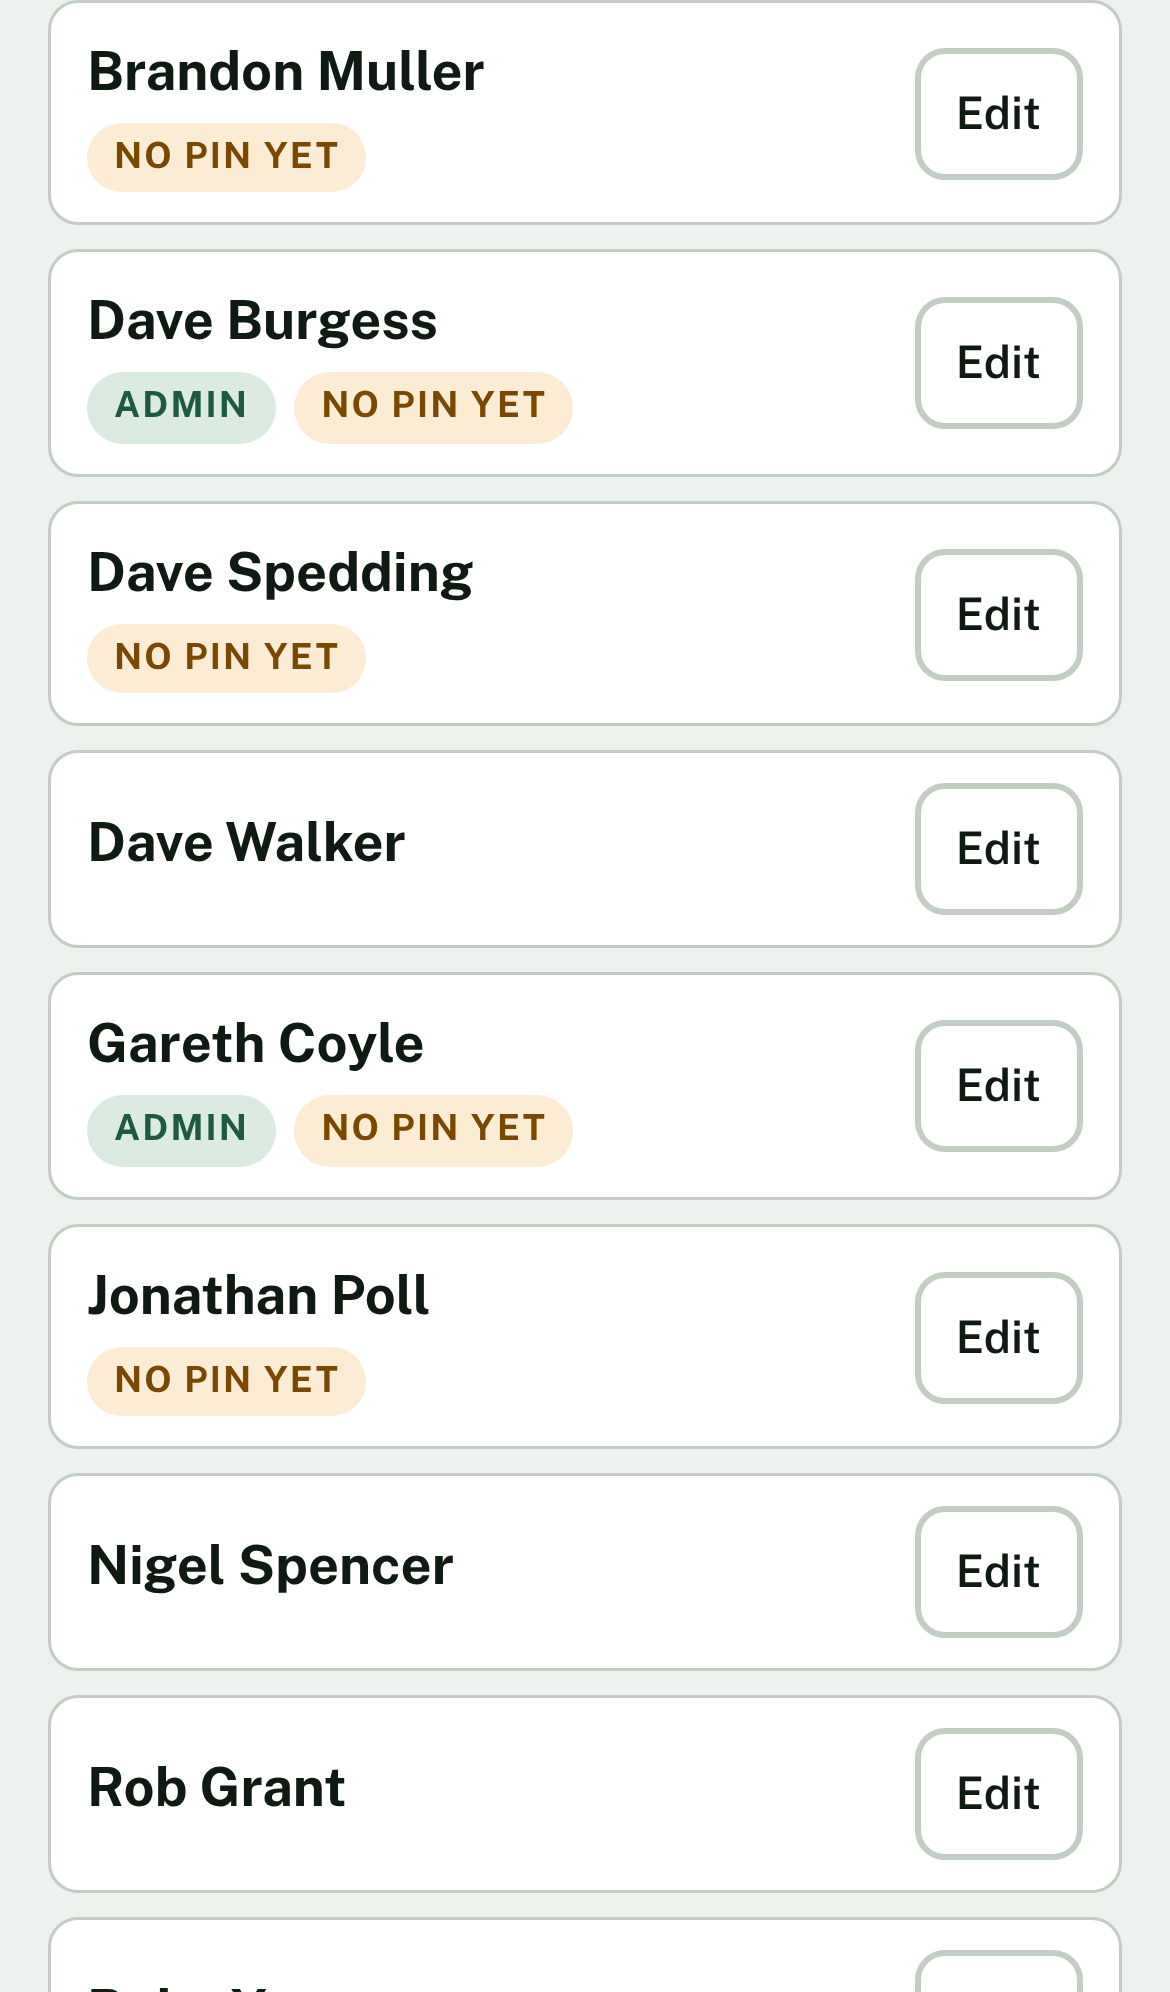 Brandon Muller
Edit
NO PIN YET
Dave Burgess
Edit
ADMIN NO PIN YET
Dave Spedding
Edit
NO PIN YET
Dave Walker
Edit
Gareth Coyle
Edit
ADMIN NO PIN YET
Jonathan Poll
Edit
NO PIN YET
Nigel Spencer
Edit
Rob Grant
Edit